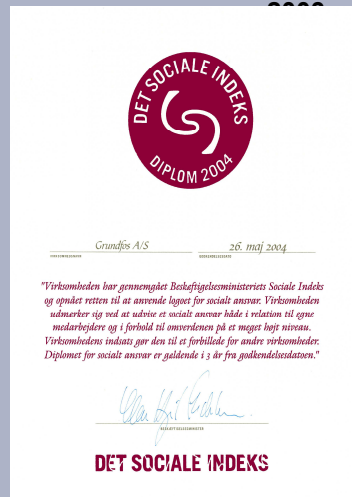 DET SOCIALE INDEKS
DIPLOM 2004
Grundfos A/S 26. maj 2004
VIRKSOMHEDSNAVN GODKENDELSESDATO
"Virksomheden har gennemgået Beskæftigelsesministeriets Sociale Indeks
og opnået retten til at anvende logoet for socialt ansvar. Virksomheden
udmærker sig ved at udvise et socialt ansvar både i relation til egne
medarbejdere og i forhold til omverdenen på et meget højt niveau.
Virksomhedens indsats gør den til et forbillede for andre virksomheder.
Diplomet for socialt ansvar er gældende i 3 år fra godkendelsesdatoen."
BESKÆFTIGELSESMINISTER
DET SOCIALE INDEKS